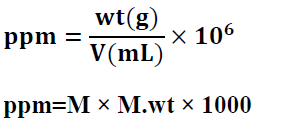 ppm = wt(g) / V(mL) × 10⁶
ppm=M × M.wt × 1000